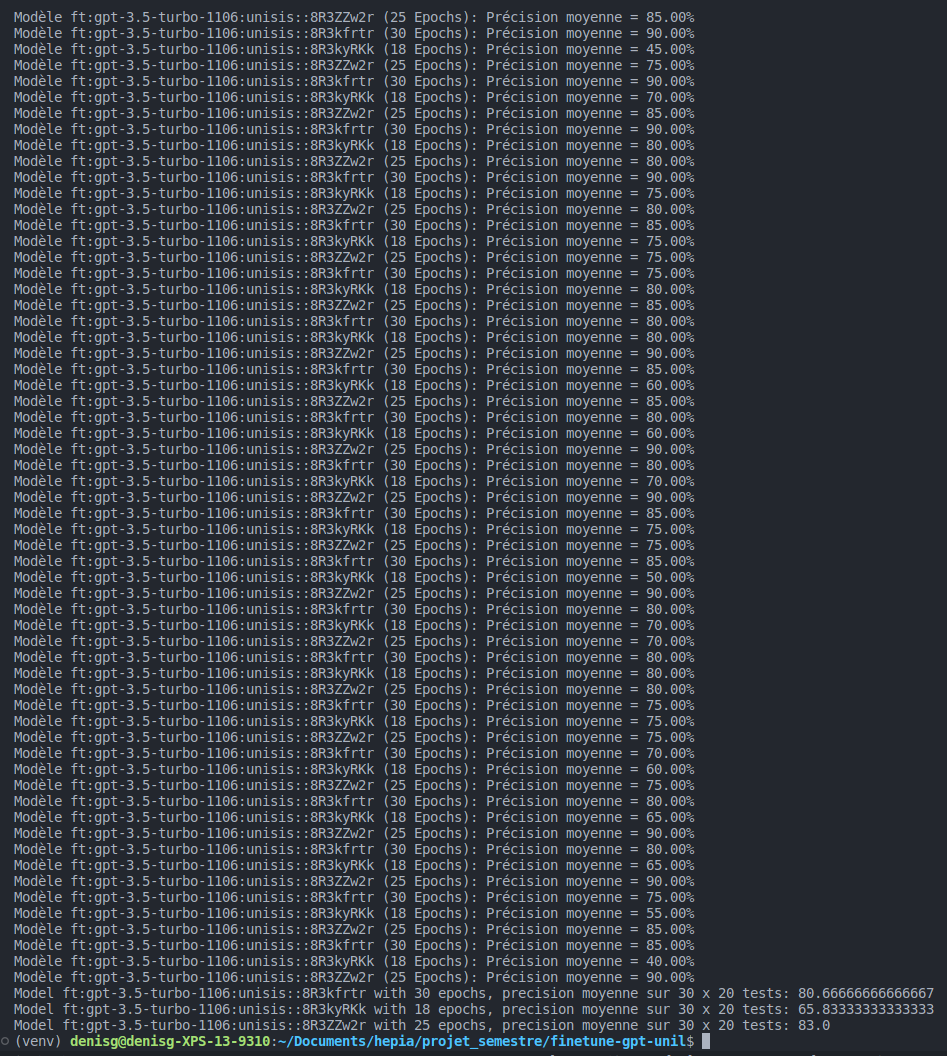 Modèle ft:gpt-3.5-turbo-1106:unisis::8R3ZZw2r (25 Epochs): Précision moyenne = 85.00%
Modèle ft:gpt-3.5-turbo-1106:unisis::8R3kfrtr (30 Epochs): Précision moyenne = 90.00%
Modèle ft:gpt-3.5-turbo-1106:unisis::8R3kyRKk (18 Epochs): Précision moyenne = 45.00%
Modèle ft:gpt-3.5-turbo-1106:unisis::8R3ZZw2r (25 Epochs): Précision moyenne = 75.00%
Modèle ft:gpt-3.5-turbo-1106:unisis::8R3kfrtr (30 Epochs): Précision moyenne = 90.00%
Modèle ft:gpt-3.5-turbo-1106:unisis::8R3kyRKk (18 Epochs): Précision moyenne = 70.00%
Modèle ft:gpt-3.5-turbo-1106:unisis::8R3ZZw2r (25 Epochs): Précision moyenne = 85.00%
Modèle ft:gpt-3.5-turbo-1106:unisis::8R3kfrtr (30 Epochs): Précision moyenne = 90.00%
Modèle ft:gpt-3.5-turbo-1106:unisis::8R3kyRKk (18 Epochs): Précision moyenne = 80.00%
Modèle ft:gpt-3.5-turbo-1106:unisis::8R3ZZw2r (25 Epochs): Précision moyenne = 80.00%
Modèle ft:gpt-3.5-turbo-1106:unisis::8R3kfrtr (30 Epochs): Précision moyenne = 90.00%
Modèle ft:gpt-3.5-turbo-1106:unisis::8R3kyRKk (18 Epochs): Précision moyenne = 75.00%
Modèle ft:gpt-3.5-turbo-1106:unisis::8R3ZZw2r (25 Epochs): Précision moyenne = 80.00%
Modèle ft:gpt-3.5-turbo-1106:unisis::8R3kfrtr (30 Epochs): Précision moyenne = 85.00%
Modèle ft:gpt-3.5-turbo-1106:unisis::8R3kyRKk (18 Epochs): Précision moyenne = 75.00%
Modèle ft:gpt-3.5-turbo-1106:unisis::8R3ZZw2r (25 Epochs): Précision moyenne = 75.00%
Modèle ft:gpt-3.5-turbo-1106:unisis::8R3kfrtr (30 Epochs): Précision moyenne = 75.00%
Modèle ft:gpt-3.5-turbo-1106:unisis::8R3kyRKk (18 Epochs): Précision moyenne = 80.00%
Modèle ft:gpt-3.5-turbo-1106:unisis::8R3ZZw2r (25 Epochs): Précision moyenne = 85.00%
Modèle ft:gpt-3.5-turbo-1106:unisis::8R3kfrtr (30 Epochs): Précision moyenne = 80.00%
Modèle ft:gpt-3.5-turbo-1106:unisis::8R3kyRKk (18 Epochs): Précision moyenne = 80.00%
Modèle ft:gpt-3.5-turbo-1106:unisis::8R3ZZw2r (25 Epochs): Précision moyenne = 90.00%
Modèle ft:gpt-3.5-turbo-1106:unisis::8R3kfrtr (30 Epochs): Précision moyenne = 85.00%
Modèle ft:gpt-3.5-turbo-1106:unisis::8R3kyRKk (18 Epochs): Précision moyenne = 60.00%
Modèle ft:gpt-3.5-turbo-1106:unisis::8R3ZZw2r (25 Epochs): Précision moyenne = 85.00%
Modèle ft:gpt-3.5-turbo-1106:unisis::8R3kfrtr (30 Epochs): Précision moyenne = 80.00%
Modèle ft:gpt-3.5-turbo-1106:unisis::8R3kyRKk (18 Epochs): Précision moyenne = 60.00%
Modèle ft:gpt-3.5-turbo-1106:unisis::8R3ZZw2r (25 Epochs): Précision moyenne = 90.00%
Modèle ft:gpt-3.5-turbo-1106:unisis::8R3kfrtr (30 Epochs): Précision moyenne = 80.00%
Modèle ft:gpt-3.5-turbo-1106:unisis::8R3kyRKk (18 Epochs): Précision moyenne = 70.00%
Modèle ft:gpt-3.5-turbo-1106:unisis::8R3ZZw2r (25 Epochs): Précision moyenne = 90.00%
Modèle ft:gpt-3.5-turbo-1106:unisis::8R3kfrtr (30 Epochs): Précision moyenne = 85.00%
Modèle ft:gpt-3.5-turbo-1106:unisis::8R3kyRKk (18 Epochs): Précision moyenne = 75.00%
Modèle ft:gpt-3.5-turbo-1106:unisis::8R3ZZw2r (25 Epochs): Précision moyenne = 75.00%
Modèle ft:gpt-3.5-turbo-1106:unisis::8R3kfrtr (30 Epochs): Précision moyenne = 85.00%
Modèle ft:gpt-3.5-turbo-1106:unisis::8R3kyRKk (18 Epochs): Précision moyenne = 50.00%
Modèle ft:gpt-3.5-turbo-1106:unisis::8R3ZZw2r (25 Epochs): Précision moyenne = 90.00%
Modèle ft:gpt-3.5-turbo-1106:unisis::8R3kfrtr (30 Epochs): Précision moyenne = 80.00%
Modèle ft:gpt-3.5-turbo-1106:unisis::8R3kyRKk (18 Epochs): Précision moyenne = 70.00%
Modèle ft:gpt-3.5-turbo-1106:unisis::8R3ZZw2r (25 Epochs): Précision moyenne = 70.00%
Modèle ft:gpt-3.5-turbo-1106:unisis::8R3kfrtr (30 Epochs): Précision moyenne = 80.00%
Modèle ft:gpt-3.5-turbo-1106:unisis::8R3kyRKk (18 Epochs): Précision moyenne = 80.00%
Modèle ft:gpt-3.5-turbo-1106:unisis::8R3ZZw2r (25 Epochs): Précision moyenne = 80.00%
Modèle ft:gpt-3.5-turbo-1106:unisis::8R3kfrtr (30 Epochs): Précision moyenne = 75.00%
Modèle ft:gpt-3.5-turbo-1106:unisis::8R3kyRKk (18 Epochs): Précision moyenne = 75.00%
Modèle ft:gpt-3.5-turbo-1106:unisis::8R3ZZw2r (25 Epochs): Précision moyenne = 75.00%
Modèle ft:gpt-3.5-turbo-1106:unisis::8R3kfrtr (30 Epochs): Précision moyenne = 70.00%
Modèle ft:gpt-3.5-turbo-1106:unisis::8R3kyRKk (18 Epochs): Précision moyenne = 60.00%
Modèle ft:gpt-3.5-turbo-1106:unisis::8R3ZZw2r (25 Epochs): Précision moyenne = 75.00%
Modèle ft:gpt-3.5-turbo-1106:unisis::8R3kfrtr (30 Epochs): Précision moyenne = 80.00%
Modèle ft:gpt-3.5-turbo-1106:unisis::8R3kyRKk (18 Epochs): Précision moyenne = 65.00%
Modèle ft:gpt-3.5-turbo-1106:unisis::8R3ZZw2r (25 Epochs): Précision moyenne = 90.00%
Modèle ft:gpt-3.5-turbo-1106:unisis::8R3kfrtr (30 Epochs): Précision moyenne = 80.00%
Modèle ft:gpt-3.5-turbo-1106:unisis::8R3kyRKk (18 Epochs): Précision moyenne = 65.00%
Modèle ft:gpt-3.5-turbo-1106:unisis::8R3ZZw2r (25 Epochs): Précision moyenne = 90.00%
Modèle ft:gpt-3.5-turbo-1106:unisis::8R3kfrtr (30 Epochs): Précision moyenne = 75.00%
Modèle ft:gpt-3.5-turbo-1106:unisis::8R3kyRKk (18 Epochs): Précision moyenne = 55.00%
Modèle ft:gpt-3.5-turbo-1106:unisis::8R3ZZw2r (25 Epochs): Précision moyenne = 85.00%
Modèle ft:gpt-3.5-turbo-1106:unisis::8R3kfrtr (30 Epochs): Précision moyenne = 85.00%
Modèle ft:gpt-3.5-turbo-1106:unisis::8R3kyRKk (18 Epochs): Précision moyenne = 40.00%
Modèle ft:gpt-3.5-turbo-1106:unisis::8R3ZZw2r (25 Epochs): Précision moyenne = 90.00%
Model ft:gpt-3.5-turbo-1106:unisis::8R3kfrtr with 30 epochs, precision moyenne sur 30 x 20 tests: 80.66666666666667
Model ft:gpt-3.5-turbo-1106:unisis::8R3kyRKk with 18 epochs, precision moyenne sur 30 x 20 tests: 65.83333333333333
Model ft:gpt-3.5-turbo-1106:unisis::8R3ZZw2r with 25 epochs, precision moyenne sur 30 x 20 tests: 83.0
(venv) denisg@denisg-XPS-13-9310:~/Documents/hepia/projet_semestre/finetune-gpt-unil$